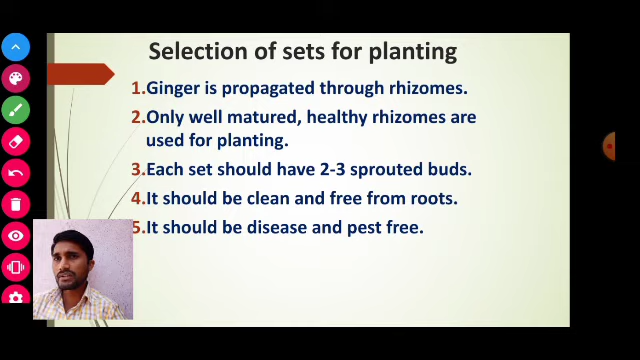 Selection of sets for planting
1.Ginger is propagated through rhizomes.
2.Only well matured, healthy rhizomes are
used for planting.
3.Each set should have 2-3 sprouted buds.
4.It should be clean and free from roots.
5.It should be disease and pest free.